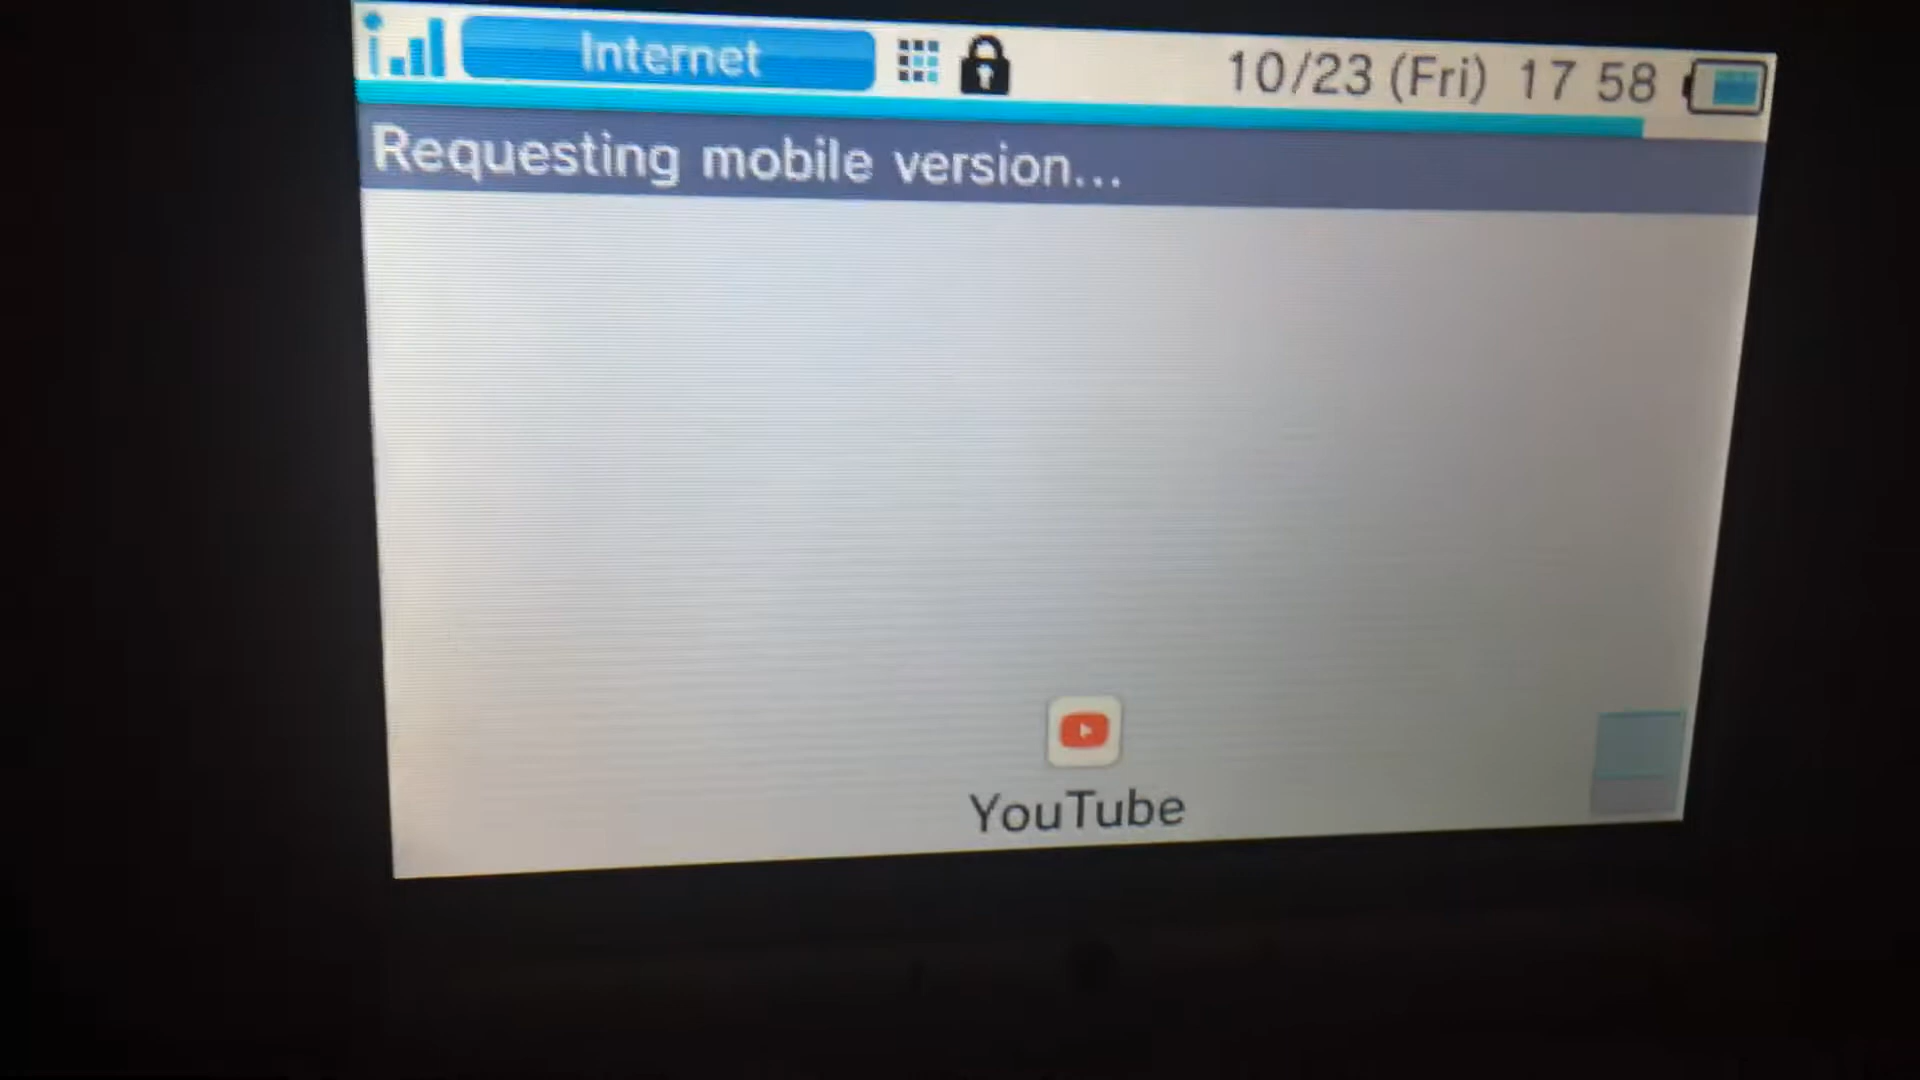 Internet 10/23 (Fri) 17 58
Requesting mobile version...
YouTube